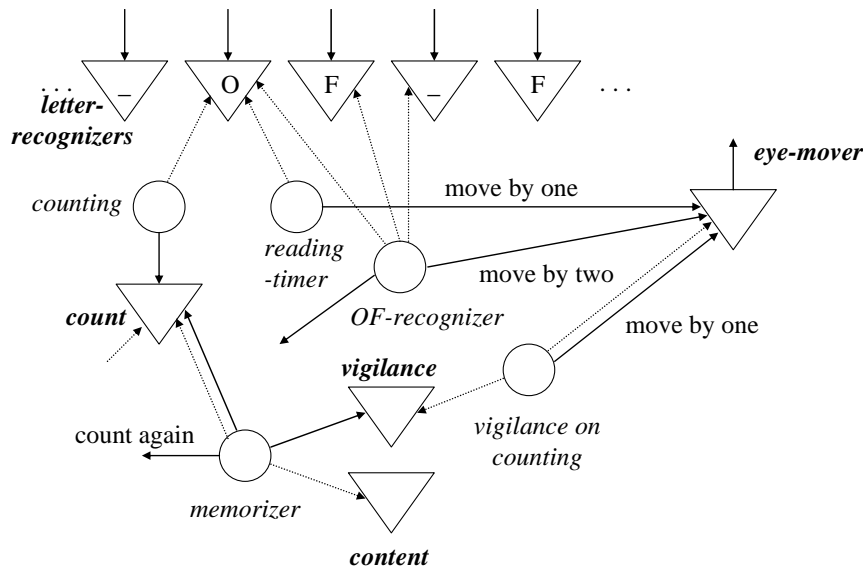 . . . _ O F _ F . . .
letter-
recognizers
eye-mover
move by one
counting
reading
-timer
move by two
OF-recognizer
count
move by one
vigilance
vigilance on
counting
count again
memorizer
content